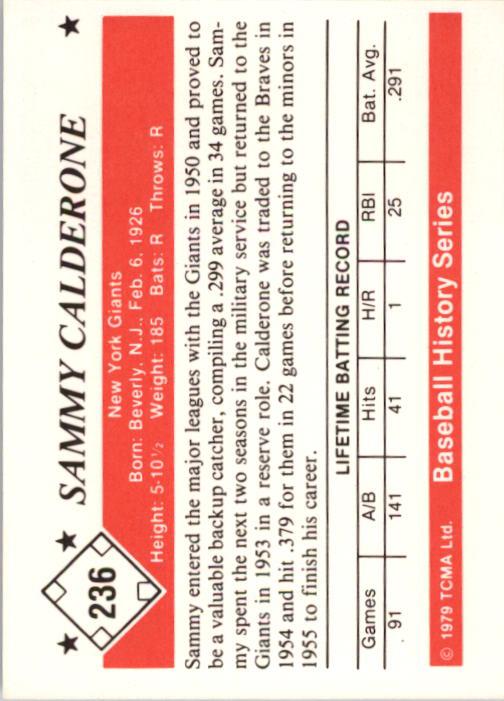 236
SAMMY CALDERONE
New York Giants
Born: Beverly, N.J., Feb. 6, 1926
Height: 5-10½ Weight: 185 Bats: R Throws: R
Sammy entered the major leagues with the Giants in 1950 and proved to
be a valuable backup catcher, compiling a .299 average in 34 games. Sam-
my spent the next two seasons in the military service but returned to the
Giants in 1953 in a reserve role. Calderone was traded to the Braves in
1954 and hit .379 for them in 22 games before returning to the minors in
1955 to finish his career.
LIFETIME BATTING RECORD
Games A/B Hits H/R RBI Bat. Avg.
91 141 41 1 25 .291
© 1979 TCMA Ltd. Baseball History Series